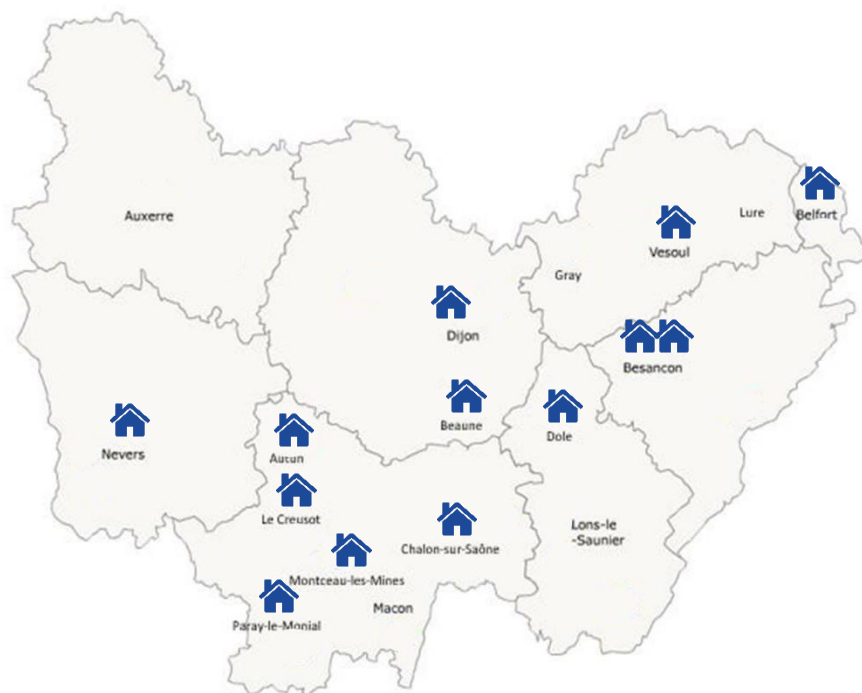 Auxerre
Lure
Belfort
Vesoul
Gray
Dijon
Besancon
Beaune
Dole
Nevers
Autun
Le Creusot
Lons-le
-Saunier
Chalon-sur-Saône
Montceau-les-Mines
Macon
Paray-le-Monial